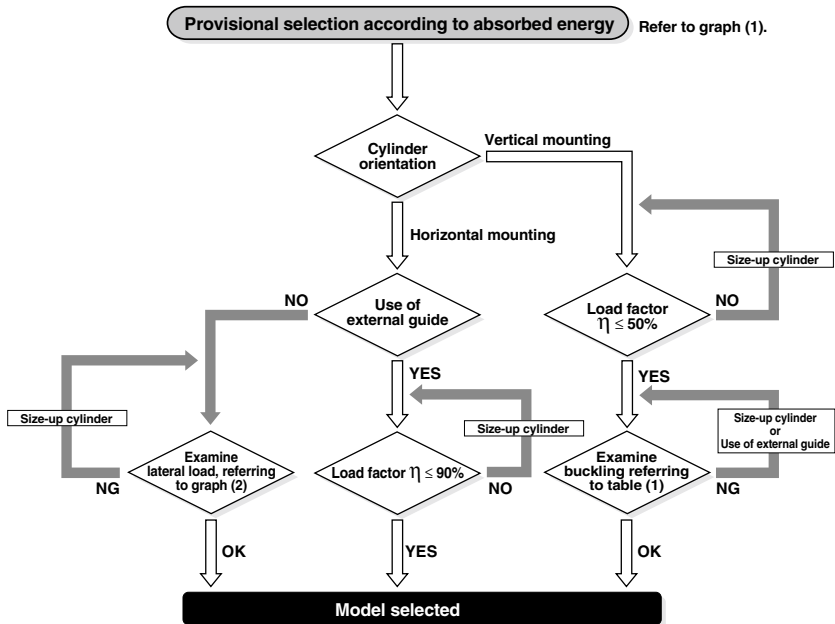 Provisional selection according to absorbed energy
Refer to graph (1).
Cylinder
orientation
Vertical mounting
Horizontal mounting
Size-up cylinder
NO
Use of
external guide
Load factor
η ≤ 50%
NO
YES
YES
Size-up cylinder
Size-up cylinder
Size-up cylinder
or
Use of external guide
Examine
lateral load, referring
to graph (2)
NG
Load factor η ≤ 90%
NO
Examine
buckling referring
to table (1)
NG
OK
YES
OK
Model selected